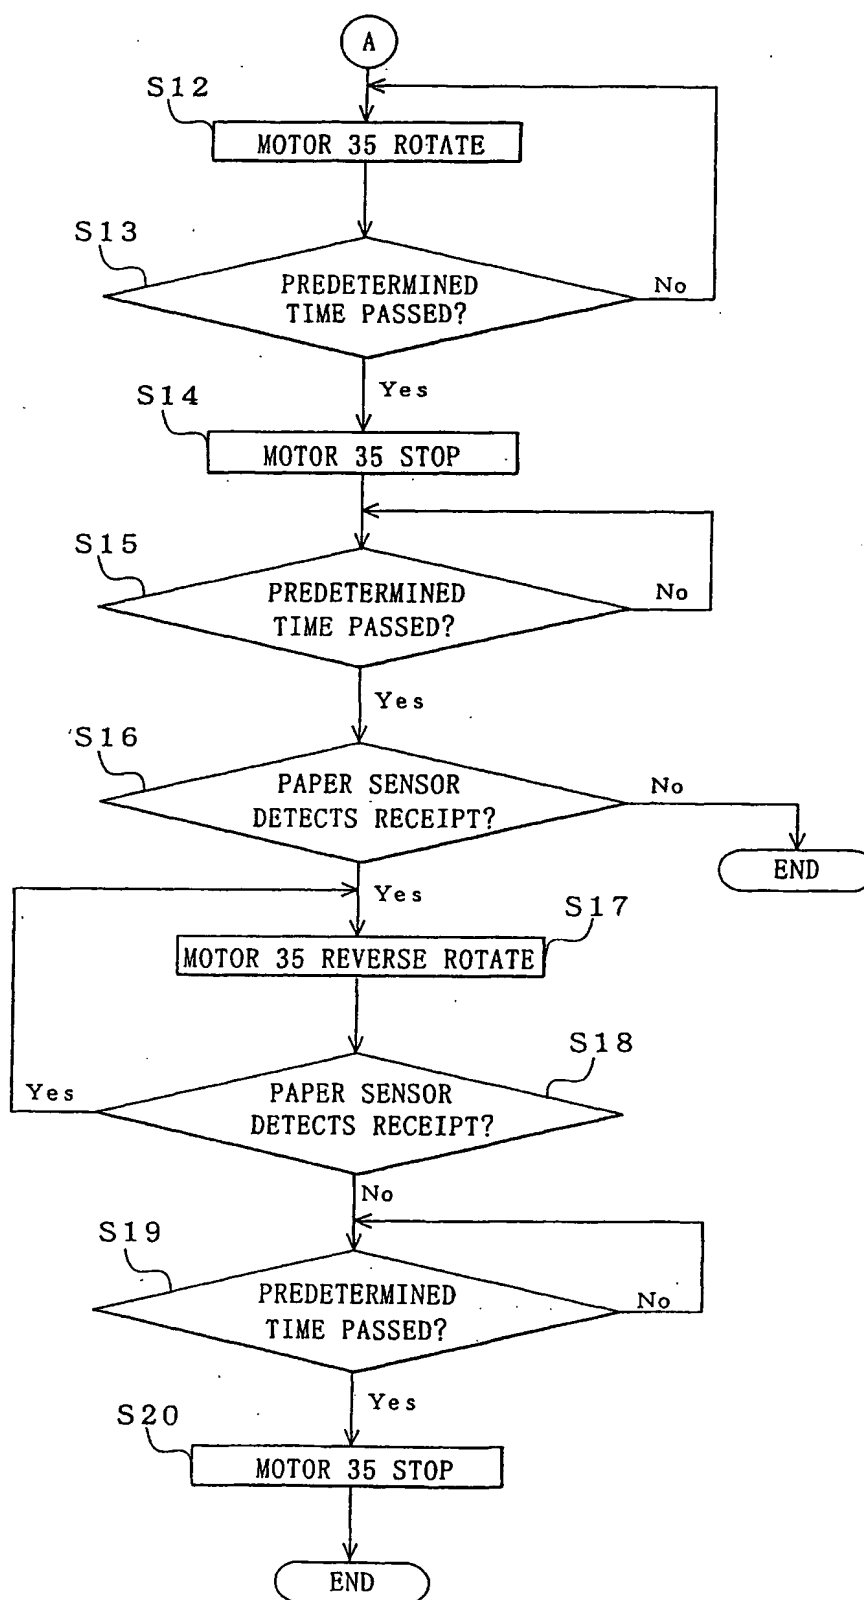 A
S12
MOTOR 35 ROTATE
S13
PREDETERMINED
TIME PASSED?
No
Yes
S14
MOTOR 35 STOP
S15
PREDETERMINED
TIME PASSED?
No
Yes
S16
PAPER SENSOR
DETECTS RECEIPT?
No
END
Yes
S17
MOTOR 35 REVERSE ROTATE
S18
PAPER SENSOR
DETECTS RECEIPT?
Yes
No
S19
PREDETERMINED
TIME PASSED?
No
Yes
S20
MOTOR 35 STOP
END